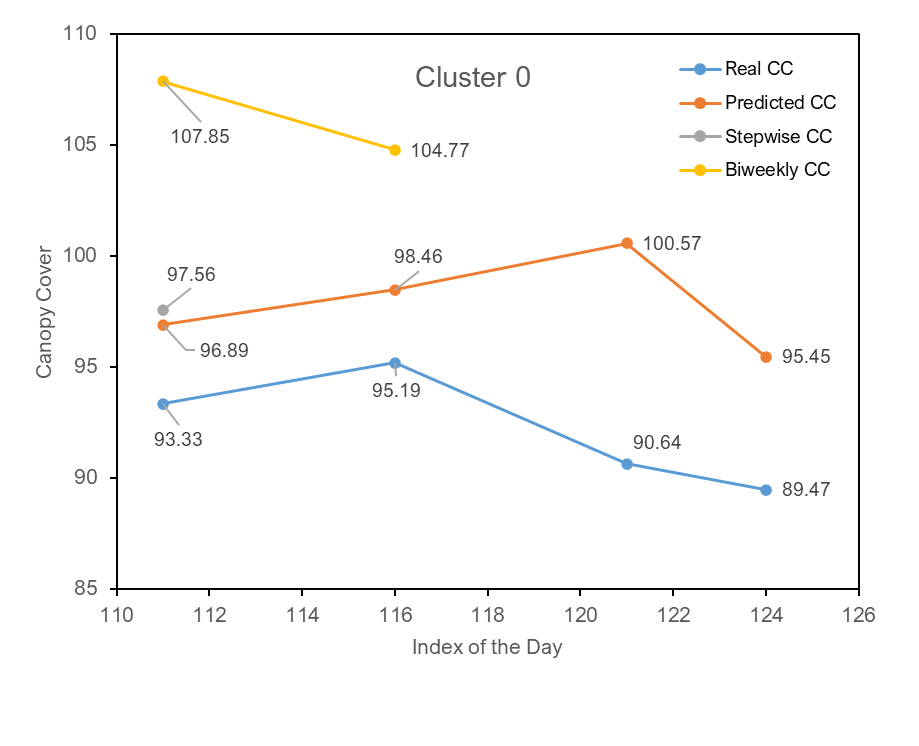 Cluster 0
Real CC
Predicted CC
Stepwise CC
Biweekly CC
110
105
100
95
90
85
Canopy Cover
107.85
104.77
97.56
98.46
100.57
96.89
95.45
93.33
95.19
90.64
89.47
110 112 114 116 118 120 122 124 126
Index of the Day